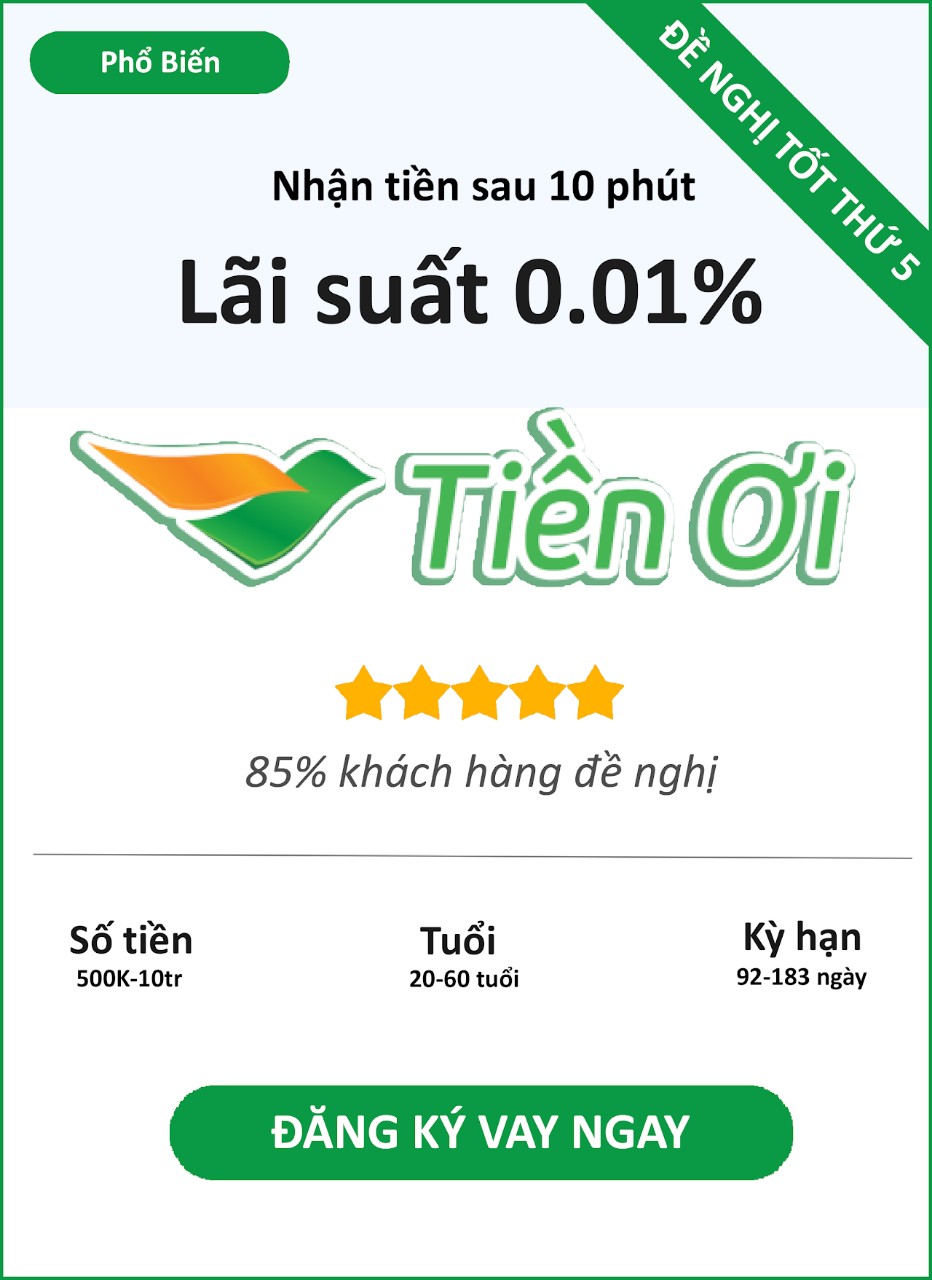 Phổ Biến
ĐỀ NGHỊ TỐT THỨ 5
Nhận tiền sau 10 phút
Lãi suất 0.01%
Tiền Ơi
85% khách hàng đề nghị
Số tiền
500K-10tr
Tuổi
20-60 tuổi
Kỳ hạn
92-183 ngày
ĐĂNG KÝ VAY NGAY